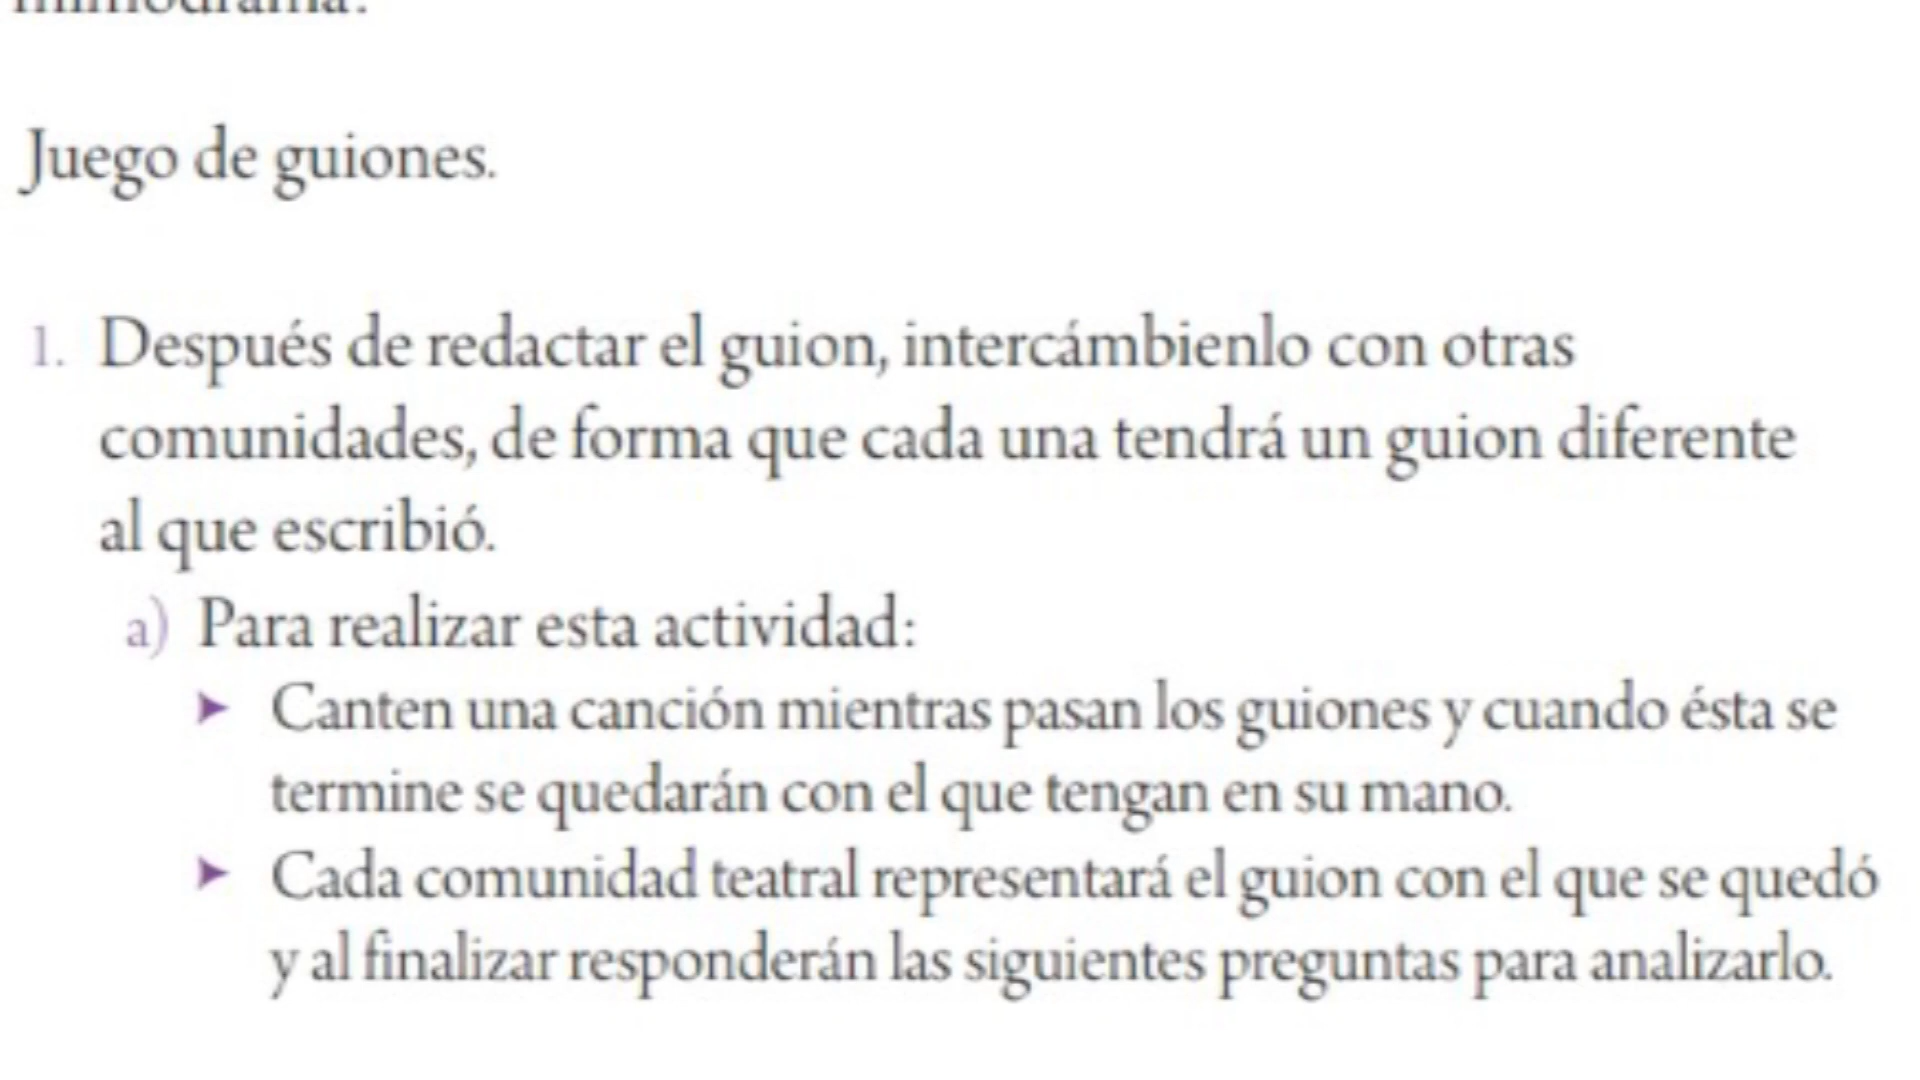 mimodrama.
Juego de guiones.
1. Después de redactar el guion, intercámbienlo con otras
comunidades, de forma que cada una tendrá un guion diferente
al que escribió.
a) Para realizar esta actividad:
➤ Canten una canción mientras pasan los guiones y cuando ésta se
termine se quedarán con el que tengan en su mano.
➤ Cada comunidad teatral representará el guion con el que se quedó
y al finalizar responderán las siguientes preguntas para analizarlo.